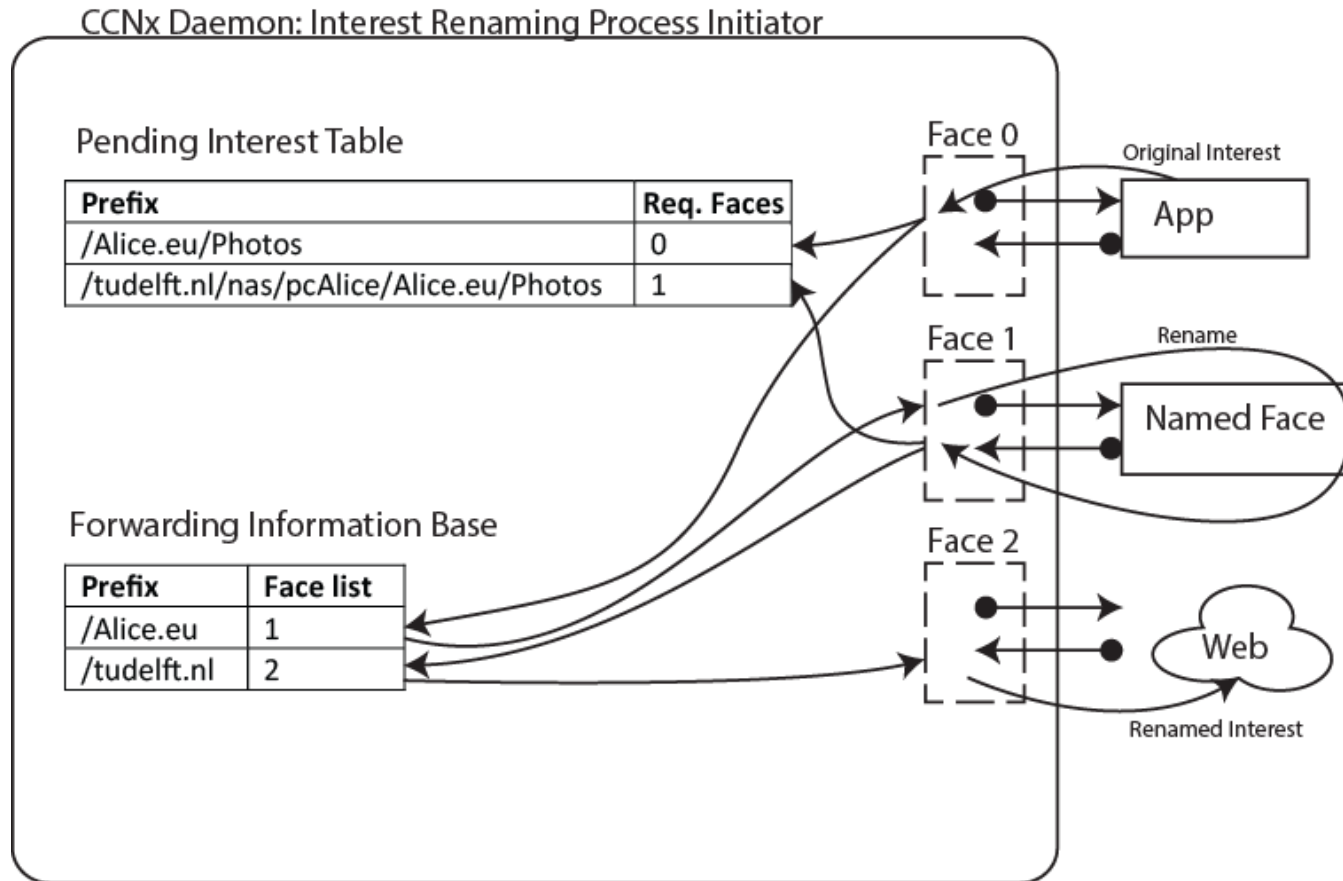 CCNx Daemon: Interest Renaming Process Initiator
Pending Interest Table
Prefix Req. Faces
/Alice.eu/Photos 0
/tudelft.nl/nas/pcAlice/Alice.eu/Photos 1
Face 0
Original Interest
App
Face 1
Rename
Named Face
Forwarding Information Base
Prefix Face list
/Alice.eu 1
/tudelft.nl 2
Face 2
Web
Renamed Interest